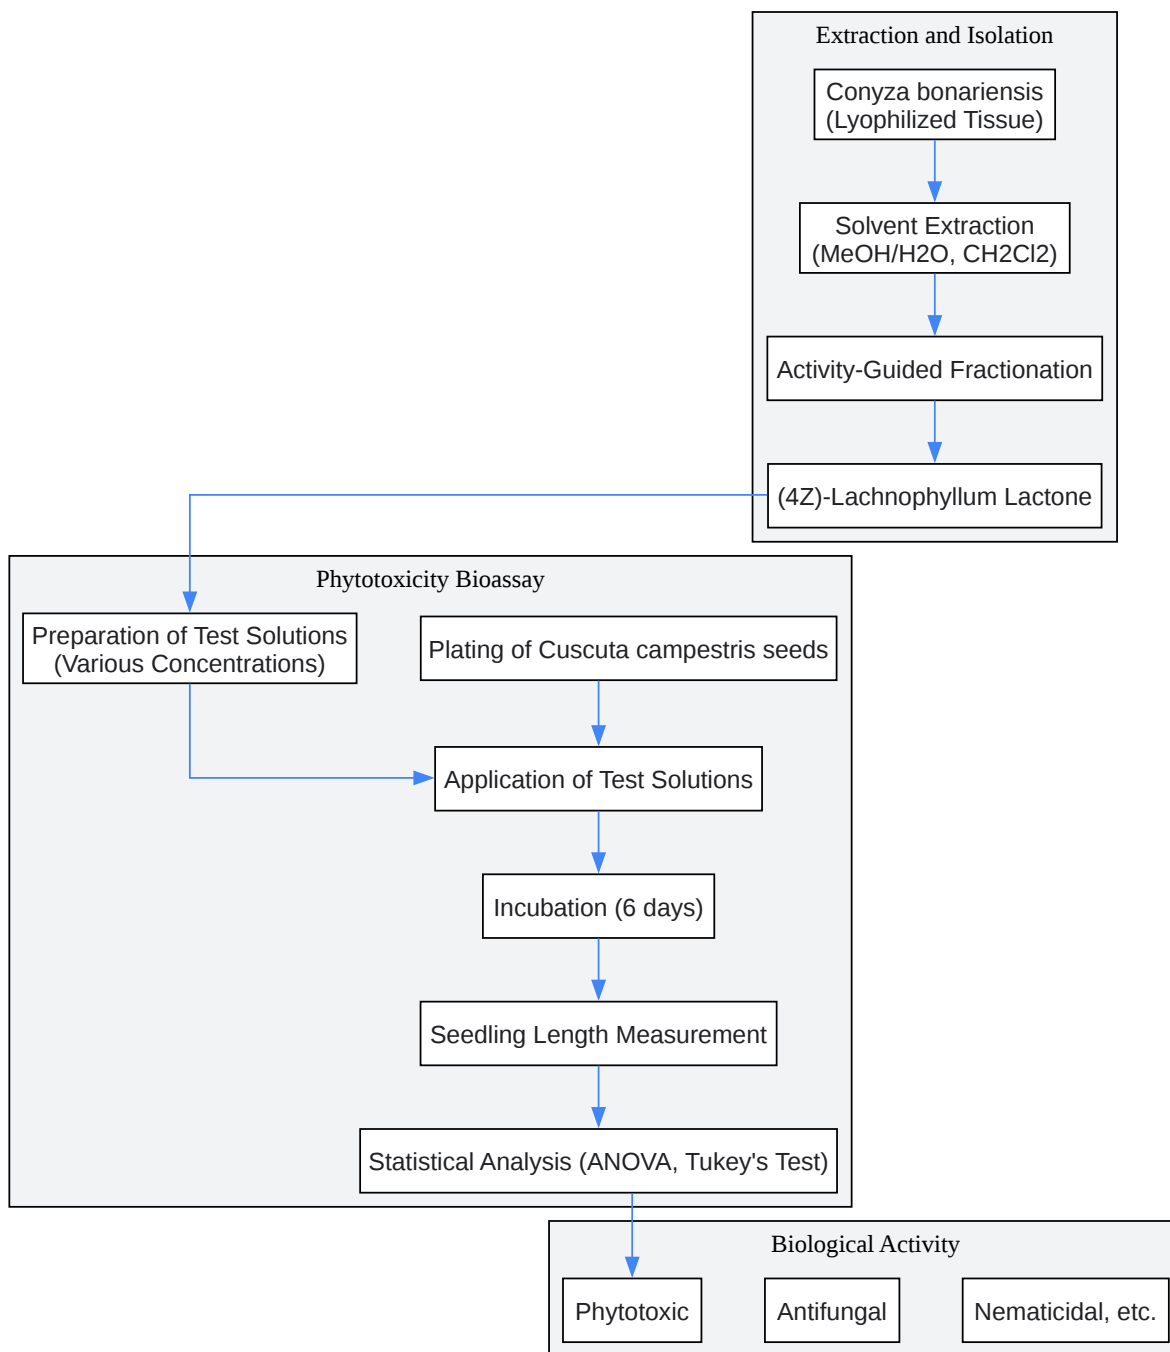 Extraction and Isolation
Conyza bonariensis
(Lyophilized Tissue)
Solvent Extraction
(MeOH/H2O, CH2Cl2)
Activity-Guided Fractionation
(4Z)-Lachnophyllum Lactone
Phytotoxicity Bioassay
Preparation of Test Solutions
(Various Concentrations)
Plating of Cuscuta campestris seeds
Application of Test Solutions
Incubation (6 days)
Seedling Length Measurement
Statistical Analysis (ANOVA, Tukey's Test)
Biological Activity
Phytotoxic
Antifungal
Nematicidal, etc.